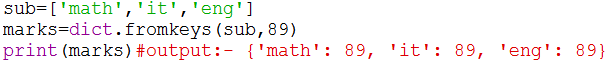 sub=['math','it','eng']
marks=dict.fromkeys(sub,89)
print(marks)#output:- {'math': 89, 'it': 89, 'eng': 89}